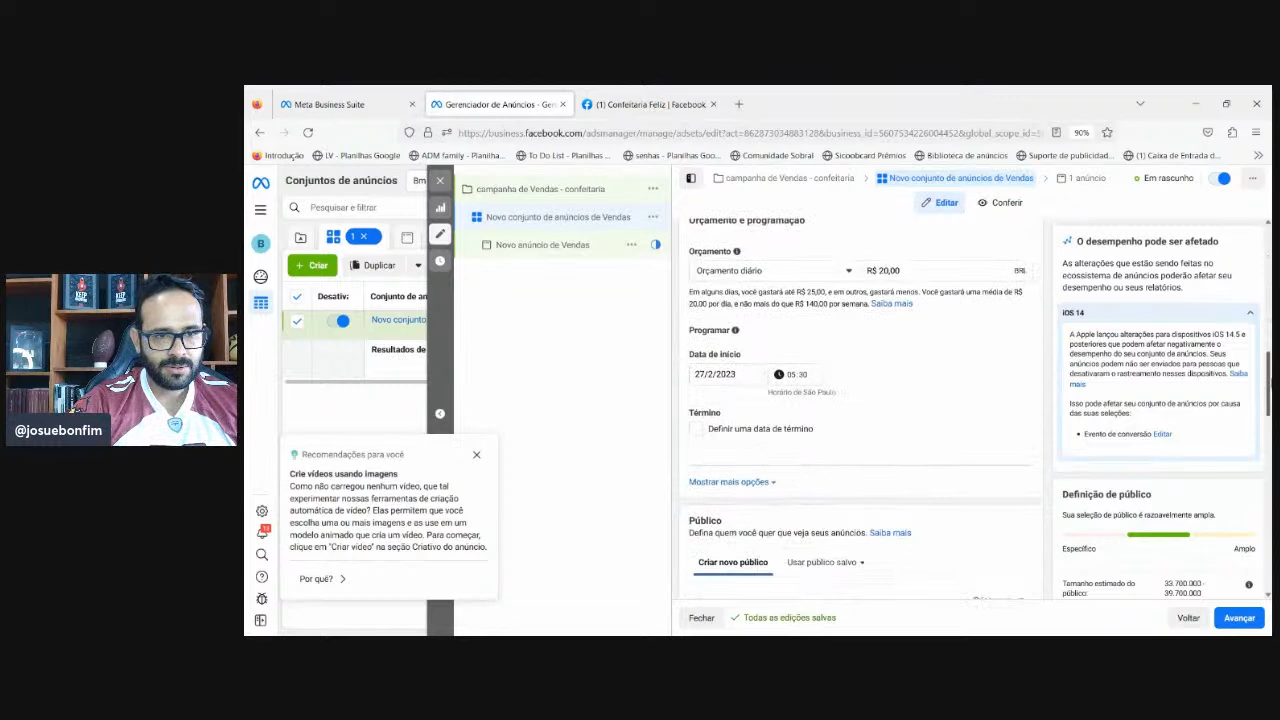 Meta Business Suite
Gerenciador de Anúncios - Ger
(1) Confeitaria Feliz | Facebook
https://business.facebook.com/adsmanager/manage/adsets/edit?act=862873034883128&business_id=5607534226004452&global_scope_id=5
90%
Introdução
LV - Planilhas Google
ADM family - Planilha...
To Do List - Planilhas ...
senhas - Planilhas Goo...
Comunidade Sobral
Sicoobcard Prêmios
Biblioteca de anúncios
Suporte de publicidad...
(1) Caixa de Entrada d...
Conjuntos de anúncios
Bm
Pesquise e filtrar
1
+ Criar
Duplicar
Desativ:
Conjunto de an
Novo conjunto
Resultados de
B
campanha de Vendas - confeitaria
Novo conjunto de anúncios de Vendas
Novo anúncio de Vendas
campanha de Vendas - confeitaria
Novo conjunto de anúncios de Vendas
1 anúncio
Em rascunho
Editar
Conferir
Orçamento e programação
Orçamento
Orçamento diário
R$ 20,00
BRL
Em alguns dias, você gastará até R$ 25,00, e em outros, gastará menos. Você gastará uma média de R$
20,00 por dia, e não mais do que R$ 140,00 por semana. Saiba mais
Programar
Data de início
27/2/2023
05:30
Horário de São Paulo
Término
Definir uma data de término
Mostrar mais opções
Público
Defina quem você quer que veja seus anúncios. Saiba mais
Criar novo público
Usar público salvo
Fechar
Todas as edições salvas
Voltar
Avançar
O desempenho pode ser afetado
As alterações que estão sendo feitas no
ecossistema de anúncios poderão afetar seu
desempenho ou seus relatórios.
iOS 14
A Apple lançou alterações para dispositivos iOS 14.5 e
posteriores que podem afetar negativamente o
desempenho do seu conjunto de anúncios. Seus
anúncios podem não ser enviados para pessoas que
desativaram o rastreamento nesses dispositivos. Saiba
mais
Isso pode afetar seu conjunto de anúncios por causa
das suas seleções:
• Evento de conversão Editar
Definição de público
Sua seleção de público é razoavelmente ampla.
Específico
Amplo
Tamanho estimado do
público:
33.700.000 -
39.700.000
Recomendações para você
Crie vídeos usando imagens
Como não carregou nenhum vídeo, que tal
experimentar nossas ferramentas de criação
automática de vídeo? Elas permitem que você
escolha uma ou mais imagens e as use em um
modelo animado que cria um vídeo. Para começar,
clique em "Criar vídeo" na seção Criativo do anúncio.
Por quê?
@josuebonfim